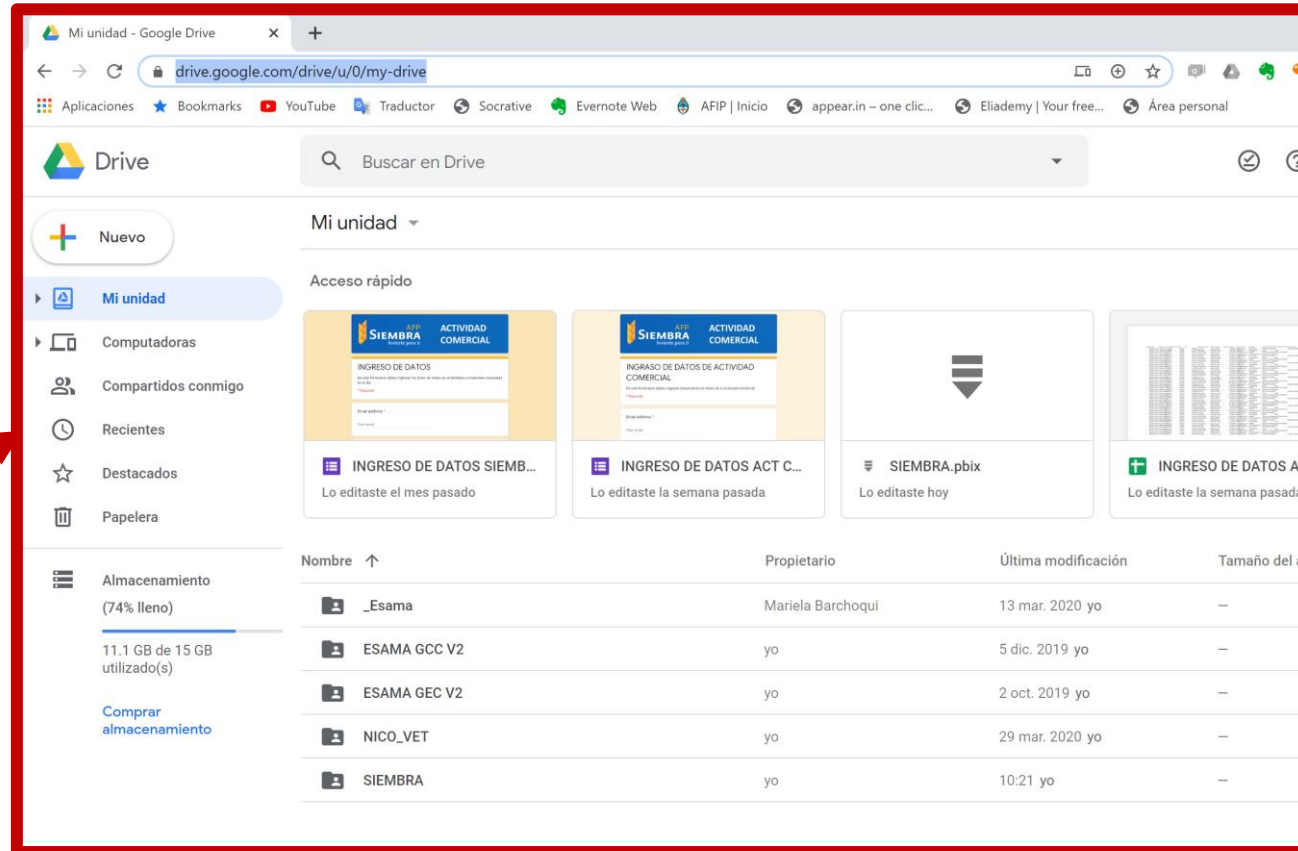 Mi unidad - Google Drive
drive.google.com/drive/u/0/my-drive
Aplicaciones Bookmarks YouTube Traductor Socrative Evernote Web AFIP | Inicio appear.in – one clic... Eliademy | Your free... Área personal
Drive
Buscar en Drive
Nuevo
Mi unidad
Computadoras
Compartidos conmigo
Recientes
Destacados
Papelera
Almacenamiento
(74% lleno)
11.1 GB de 15 GB
utilizado(s)
Comprar
almacenamiento
Mi unidad
Acceso rápido
AFP
SIEMBRA
ACTIVIDAD
COMERCIAL
INGRESO DE DATOS
INGRESO DE DATOS SIEMB...
Lo editaste el mes pasado
AFP
SIEMBRA
ACTIVIDAD
COMERCIAL
INGRASO DE DATOS DE ACTIVIDAD
COMERCIAL
INGRESO DE DATOS ACT C...
Lo editaste la semana pasada
SIEMBRA.pbix
Lo editaste hoy
INGRESO DE DATOS A
Lo editaste la semana pasada
Nombre Propietario Última modificación Tamaño del
_Esama Mariela Barchoqui 13 mar. 2020 yo –
ESAMA GCC V2 yo 5 dic. 2019 yo –
ESAMA GEC V2 yo 2 oct. 2019 yo –
NICO_VET yo 29 mar. 2020 yo –
SIEMBRA yo 10:21 yo –